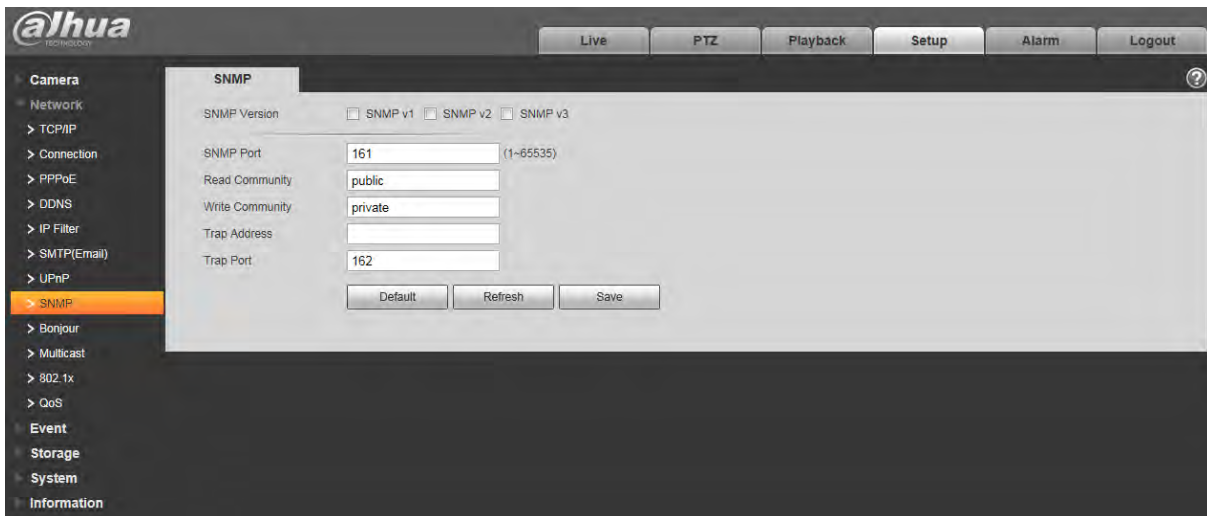 alhua
TECHNOLOGY
Live PTZ Playback Setup Alarm Logout
Camera
Network
> TCP/IP
> Connection
> PPPoE
> DDNS
> IP Filter
> SMTP(Email)
> UPnP
> SNMP
> Bonjour
> Multicast
> 802.1x
> QoS
Event
Storage
System
Information
SNMP
?
SNMP Version SNMP v1 SNMP v2 SNMP v3
SNMP Port 161 (1~65535)
Read Community public
Write Community private
Trap Address
Trap Port 162
Default Refresh Save